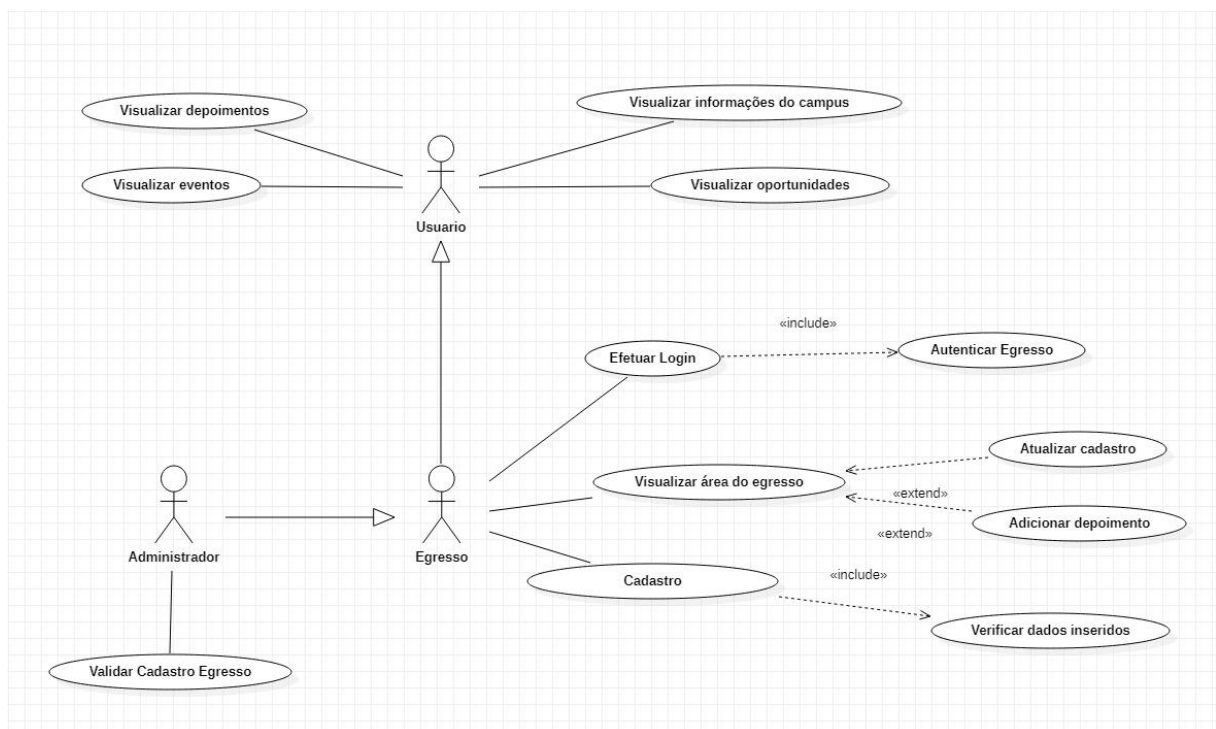 Visualizar depoimentos
Visualizar informações do campus
Visualizar eventos
Visualizar oportunidades
Usuario
«include»
Efetuar Login
Autenticar Egresso
Atualizar cadastro
Visualizar área do egresso
«extend»
Adicionar depoimento
«extend»
Administrador
Egresso
Cadastro
«include»
Verificar dados inseridos
Validar Cadastro Egresso